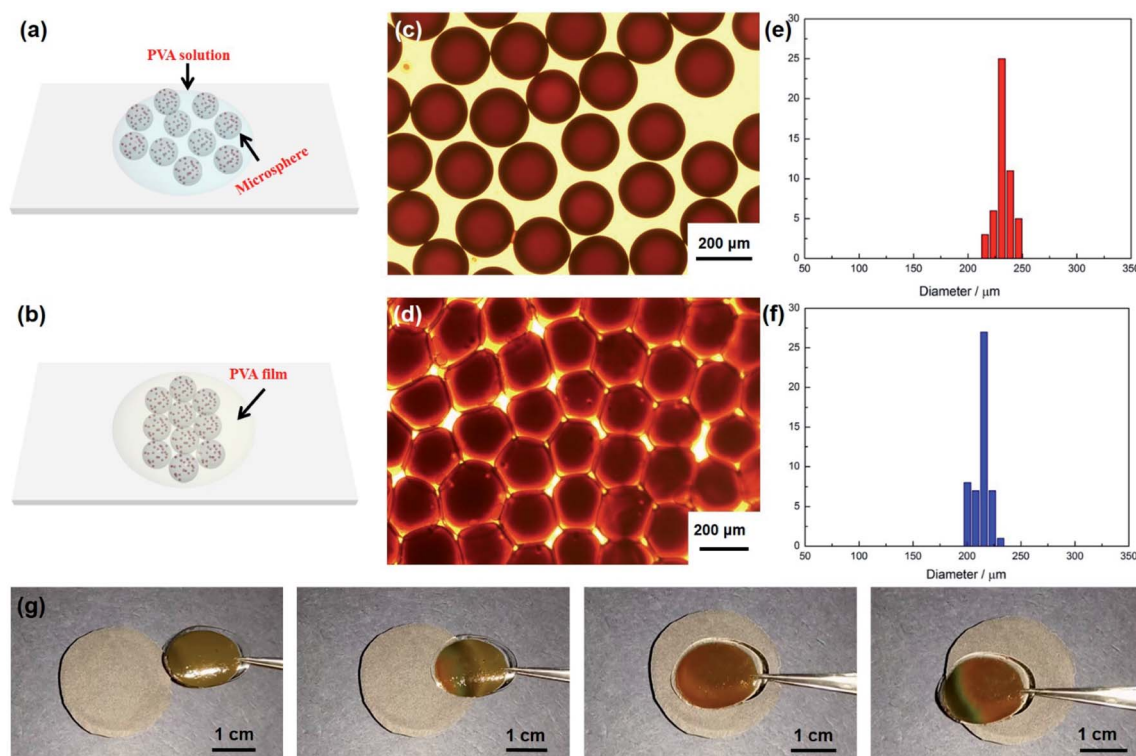 (a)
PVA solution
Microsphere
(b)
PVA film
(c)
200 µm
(d)
200 µm
(e)
30
25
20
15
10
5
0
50 100 150 200 250 300 350
Diameter / µm
(f)
30
25
20
15
10
5
0
50 100 150 200 250 300 350
Diameter / µm
(g)
1 cm
1 cm
1 cm
1 cm